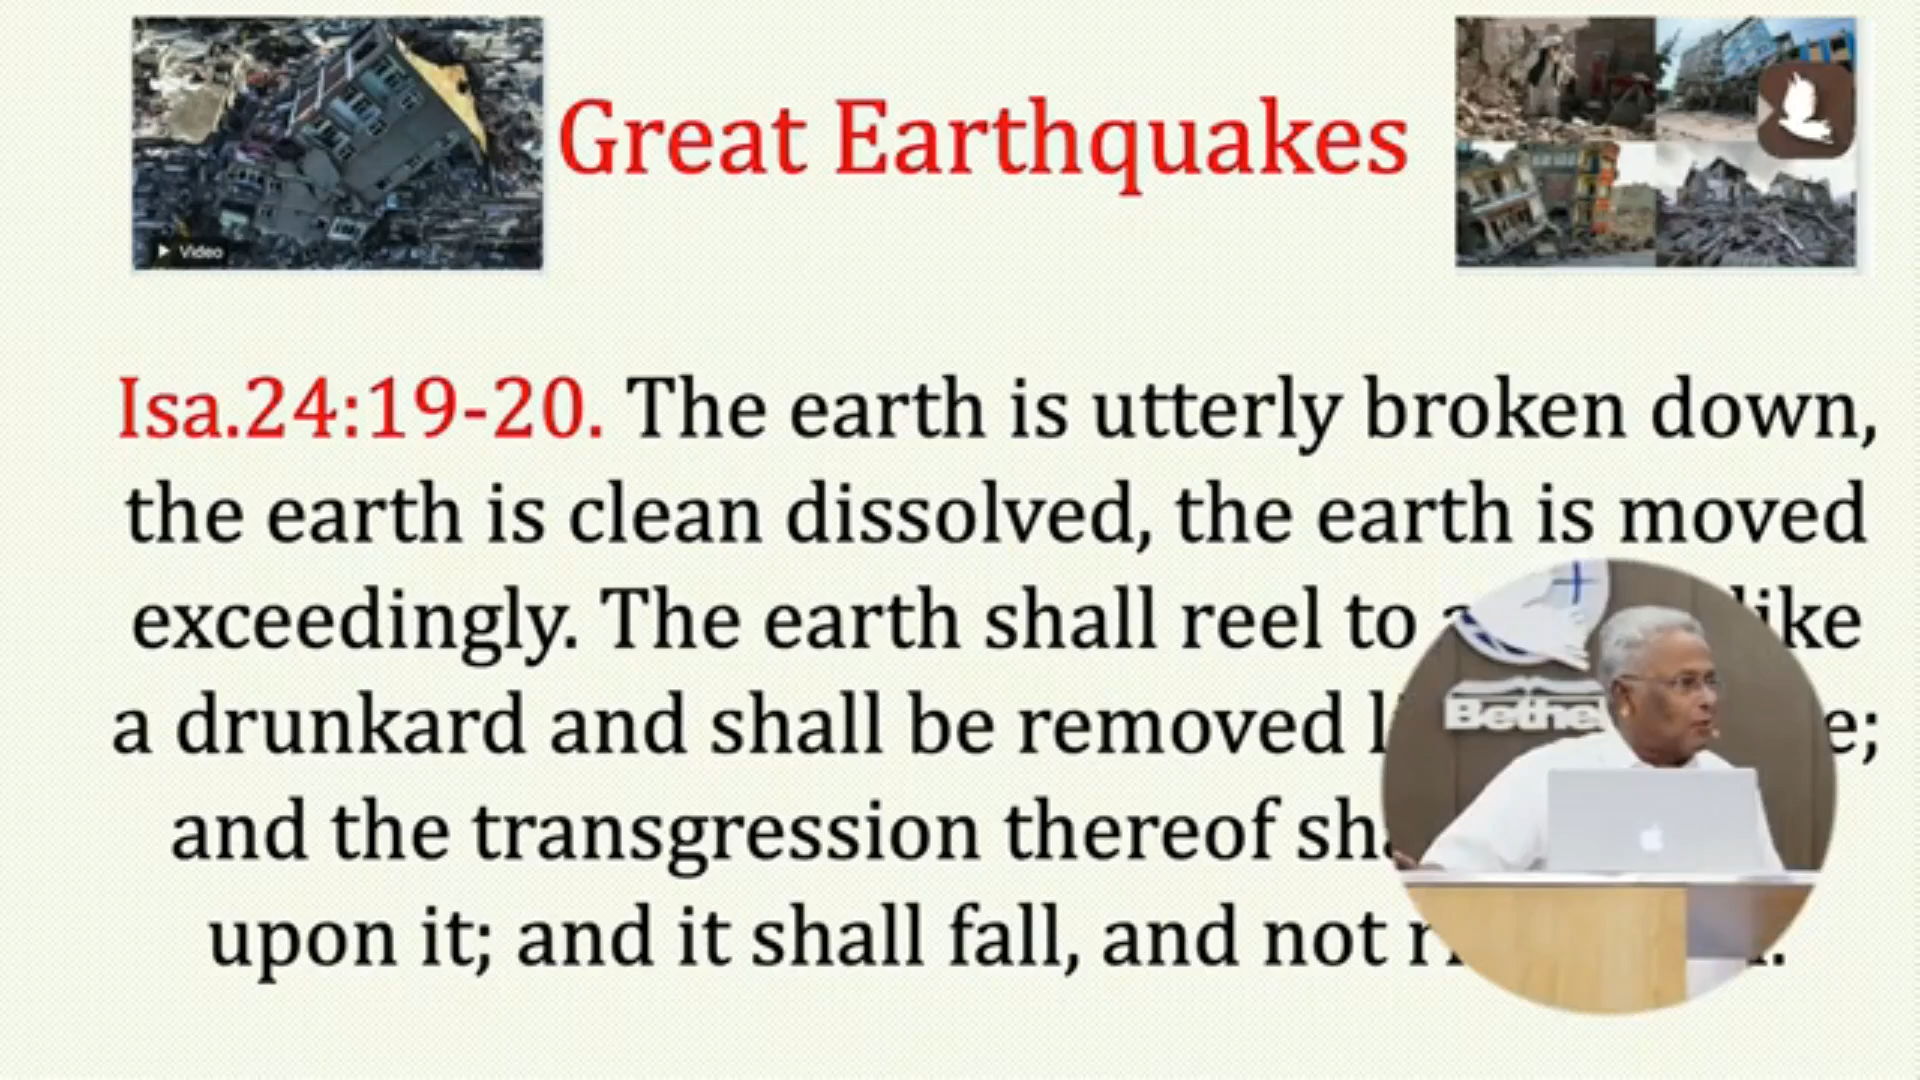 Great Earthquakes
Video
Isa.24:19-20. The earth is utterly broken down,
the earth is clean dissolved, the earth is moved
exceedingly. The earth shall reel to
a drunkard and shall be removed
and the transgression thereof
upon it; and it shall fall, and not